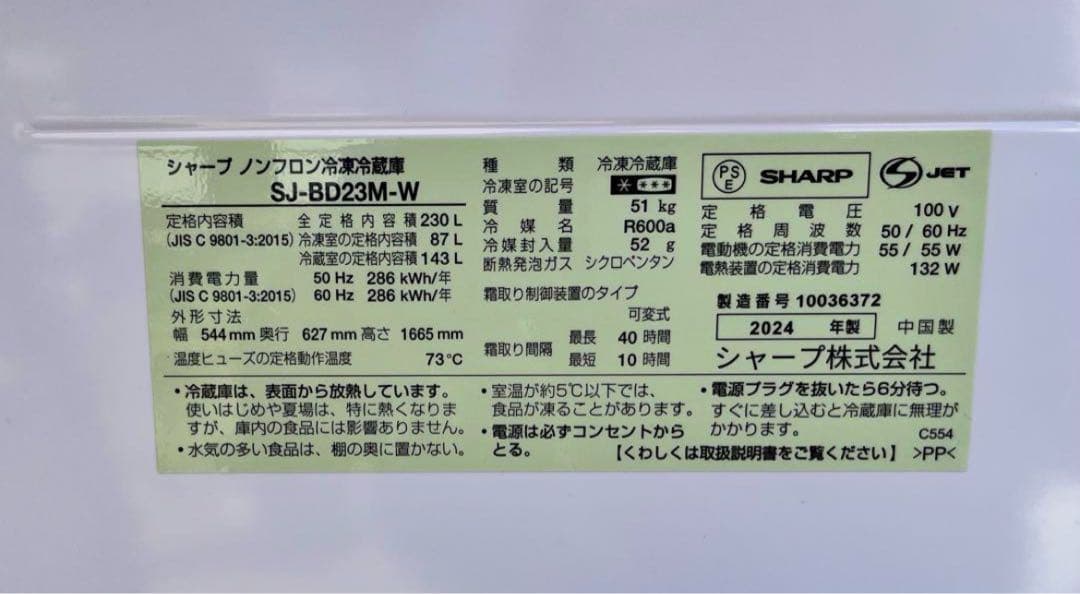 シャープ ノンフロン冷凍冷蔵庫
SJ-BD23M-W
定格内容積 全定格内容積 230 L
(JIS C 9801-3:2015) 冷凍室の定格内容積 87 L
冷蔵室の定格内容積 143 L
消費電力量 50 Hz 286 kWh/年
(JIS C 9801-3:2015) 60 Hz 286 kWh/年
外形寸法
幅 544 mm 奥行 627 mm 高さ 1665 mm
温度ヒューズの定格動作温度 73℃
種類 冷凍冷蔵庫
冷凍室の記号
質量 51 kg
冷媒名 R600a
冷媒封入量 52 g
断熱発泡ガス シクロペンタン
霜取り制御装置のタイプ
可変式
霜取り間隔 最長 40 時間
最短 10 時間
PSE SHARP JET
定格電圧 100 V
定格周波数 50 / 60 Hz
電動機の定格消費電力 55 / 55 W
電熱装置の定格消費電力 132 W
製造番号 10036372
2024 年製 中国製
シャープ株式会社
・冷蔵庫は、表面から放熱しています。
使いはじめや夏場は、特に熱くなりま
すが、庫内の食品には影響ありません。
・水気の多い食品は、棚の奥に置かない。
・室温が約5℃以下では、
食品が凍ることがあります。
・電源は必ずコンセントから
とる。
・電源プラグを抜いたら6分待つ。
すぐに差し込むと冷蔵庫に無理が
かかります。
C554
【くわしくは取扱説明書をご覧ください】 >PP<